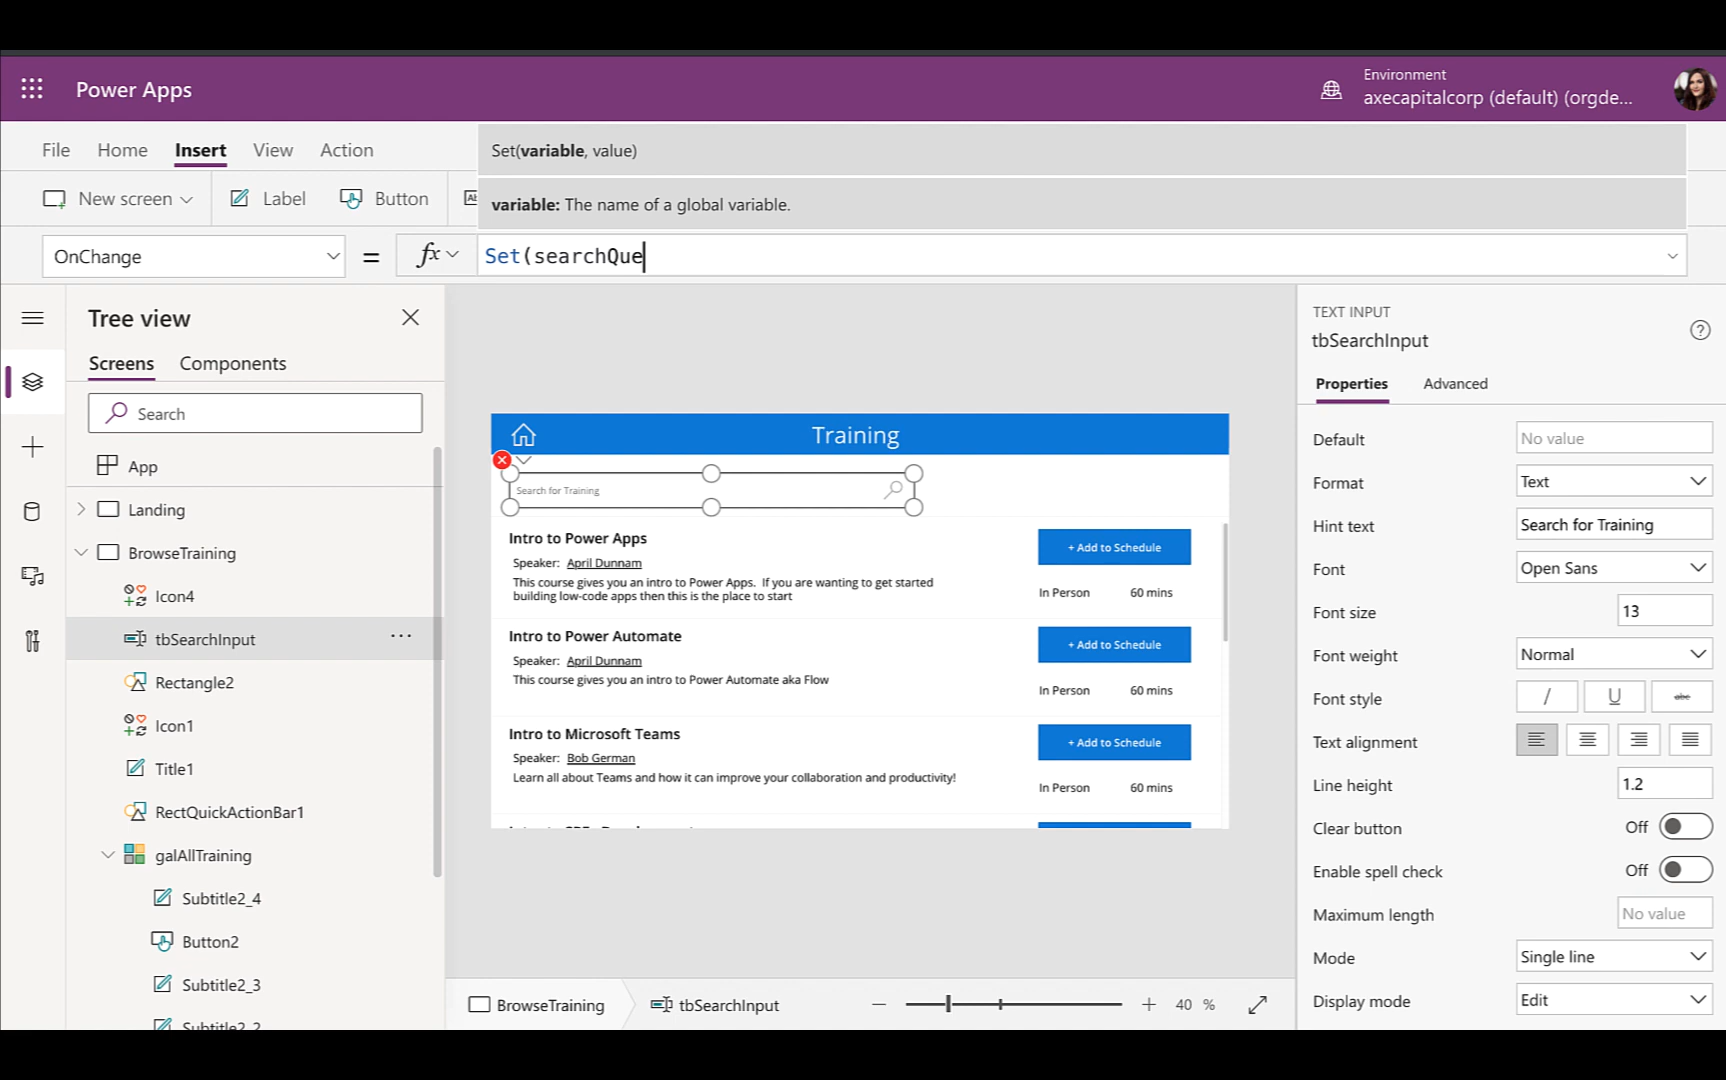 Power Apps
Environment
axecapitalcorp (default) (orgde...
File Home Insert View Action
Set(variable, value)
New screen Label Button
variable: The name of a global variable.
OnChange = fx Set(searchQue
Tree view
Screens Components
Search
App
Landing
BrowseTraining
Icon4
tbSearchInput ...
Rectangle2
Icon1
Title1
RectQuickActionBar1
galAllTraining
Subtitle2_4
Button2
Subtitle2_3
Subtitle2_2
Training
Search for Training
Intro to Power Apps
Speaker: April Dunnam
This course gives you an intro to Power Apps. If you are wanting to get started
building low-code apps then this is the place to start
+ Add to Schedule
In Person 60 mins
Intro to Power Automate
Speaker: April Dunnam
This course gives you an intro to Power Automate aka Flow
+ Add to Schedule
In Person 60 mins
Intro to Microsoft Teams
Speaker: Bob German
Learn all about Teams and how it can improve your collaboration and productivity!
+ Add to Schedule
In Person 60 mins
BrowseTraining tbSearchInput 40 %
TEXT INPUT
tbSearchInput
Properties Advanced
Default No value
Format Text
Hint text Search for Training
Font Open Sans
Font size 13
Font weight Normal
Font style / U abc
Text alignment
Line height 1.2
Clear button Off
Enable spell check Off
Maximum length No value
Mode Single line
Display mode Edit